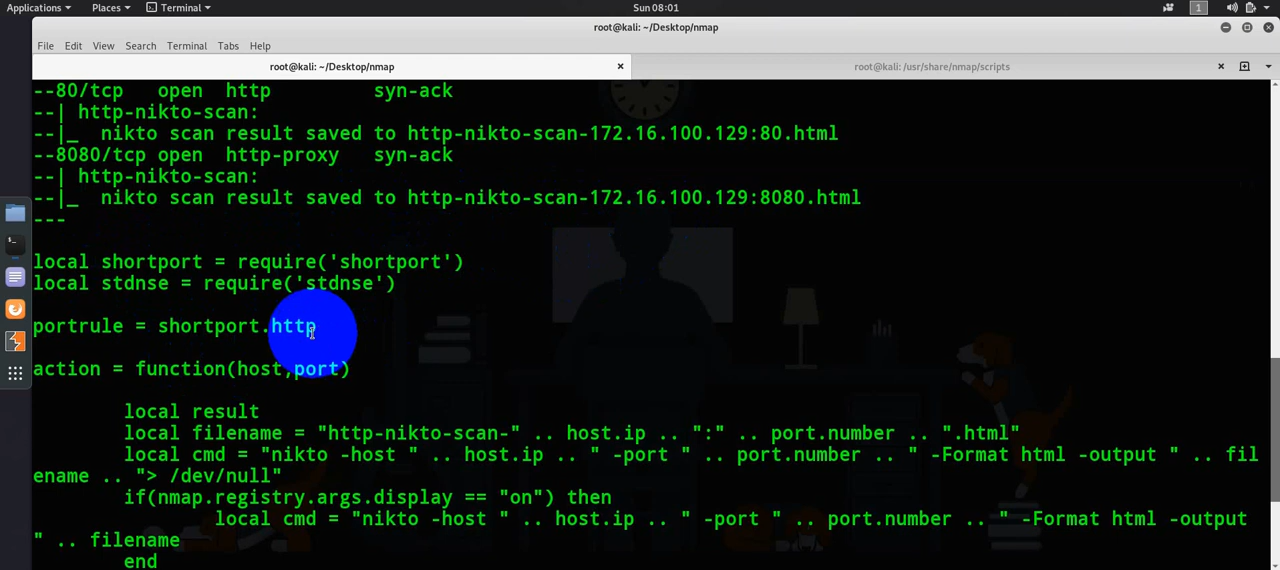 Applications Places Terminal Sun 08:01 1
root@kali: ~/Desktop/nmap
File Edit View Search Terminal Tabs Help
root@kali: ~/Desktop/nmap root@kali: /usr/share/nmap/scripts
--80/tcp   open  http         syn-ack
--| http-nikto-scan:
--|_  nikto scan result saved to http-nikto-scan-172.16.100.129:80.html
--8080/tcp open  http-proxy   syn-ack
--| http-nikto-scan:
--|_  nikto scan result saved to http-nikto-scan-172.16.100.129:8080.html
---
local shortport = require('shortport')
local stdnse = require('stdnse')
portrule = shortport.http
action = function(host,port)
local result
local filename = "http-nikto-scan-" .. host.ip .. ":" .. port.number .. ".html"
local cmd = "nikto -host " .. host.ip .. " -port " .. port.number .. " -Format html -output " .. fil
ename .. "> /dev/null"
if(nmap.registry.args.display == "on") then
local cmd = "nikto -host " .. host.ip .. " -port " .. port.number .. " -Format html -output
" .. filename
end